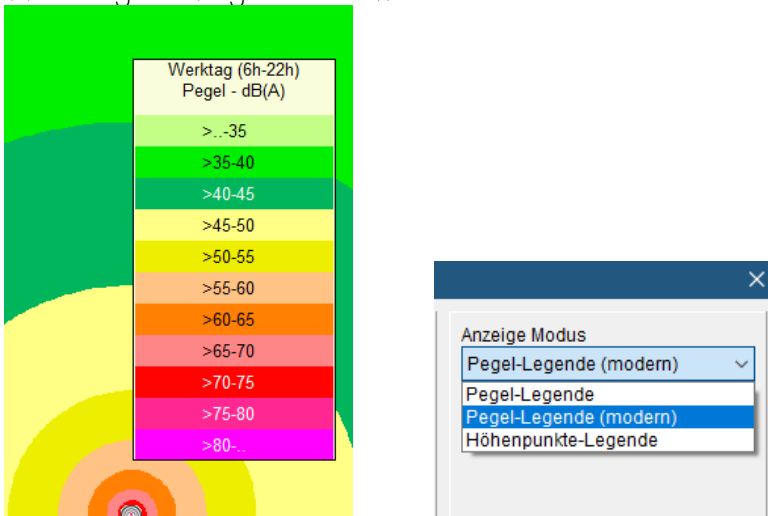 Werktag (6h-22h)
Pegel - dB(A)
>..-35
>35-40
>40-45
>45-50
>50-55
>55-60
>60-65
>65-70
>70-75
>75-80
>80-..
Anzeige Modus
Pegel-Legende (modern)
Pegel-Legende
Pegel-Legende (modern)
Höhenpunkte-Legende